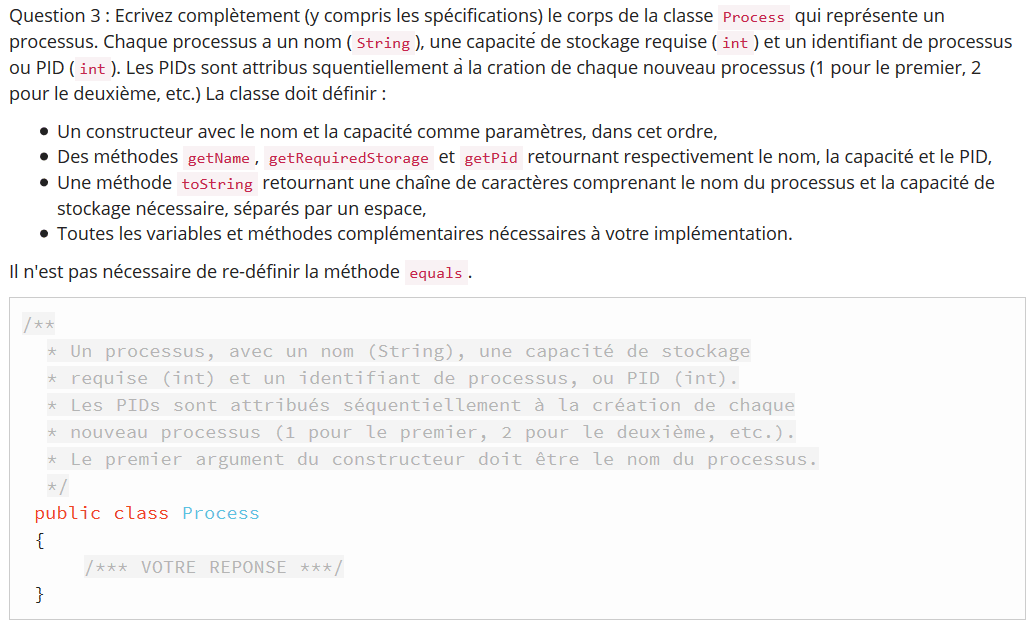 Question 3 : Ecrivez complètement (y compris les spécifications) le corps de la classe Process qui représente un
processus. Chaque processus a un nom ( String ), une capacité de stockage requise ( int ) et un identifiant de processus
ou PID ( int ). Les PIDs sont attribus squentiellement à la cration de chaque nouveau processus (1 pour le premier, 2
pour le deuxième, etc.) La classe doit définir :
● Un constructeur avec le nom et la capacité comme paramètres, dans cet ordre,
● Des méthodes getName , getRequiredStorage et getPid retournant respectivement le nom, la capacité et le PID,
● Une méthode toString retournant une chaîne de caractères comprenant le nom du processus et la capacité de
stockage nécessaire, séparés par un espace,
● Toutes les variables et méthodes complémentaires nécessaires à votre implémentation.
Il n'est pas nécessaire de re-définir la méthode equals .
/**
* Un processus, avec un nom (String), une capacité de stockage
* requise (int) et un identifiant de processus, ou PID (int).
* Les PIDs sont attribués séquentiellement à la création de chaque
* nouveau processus (1 pour le premier, 2 pour le deuxième, etc.).
* Le premier argument du constructeur doit être le nom du processus.
*/
public class Process
{
/*** VOTRE REPONSE ***/
}